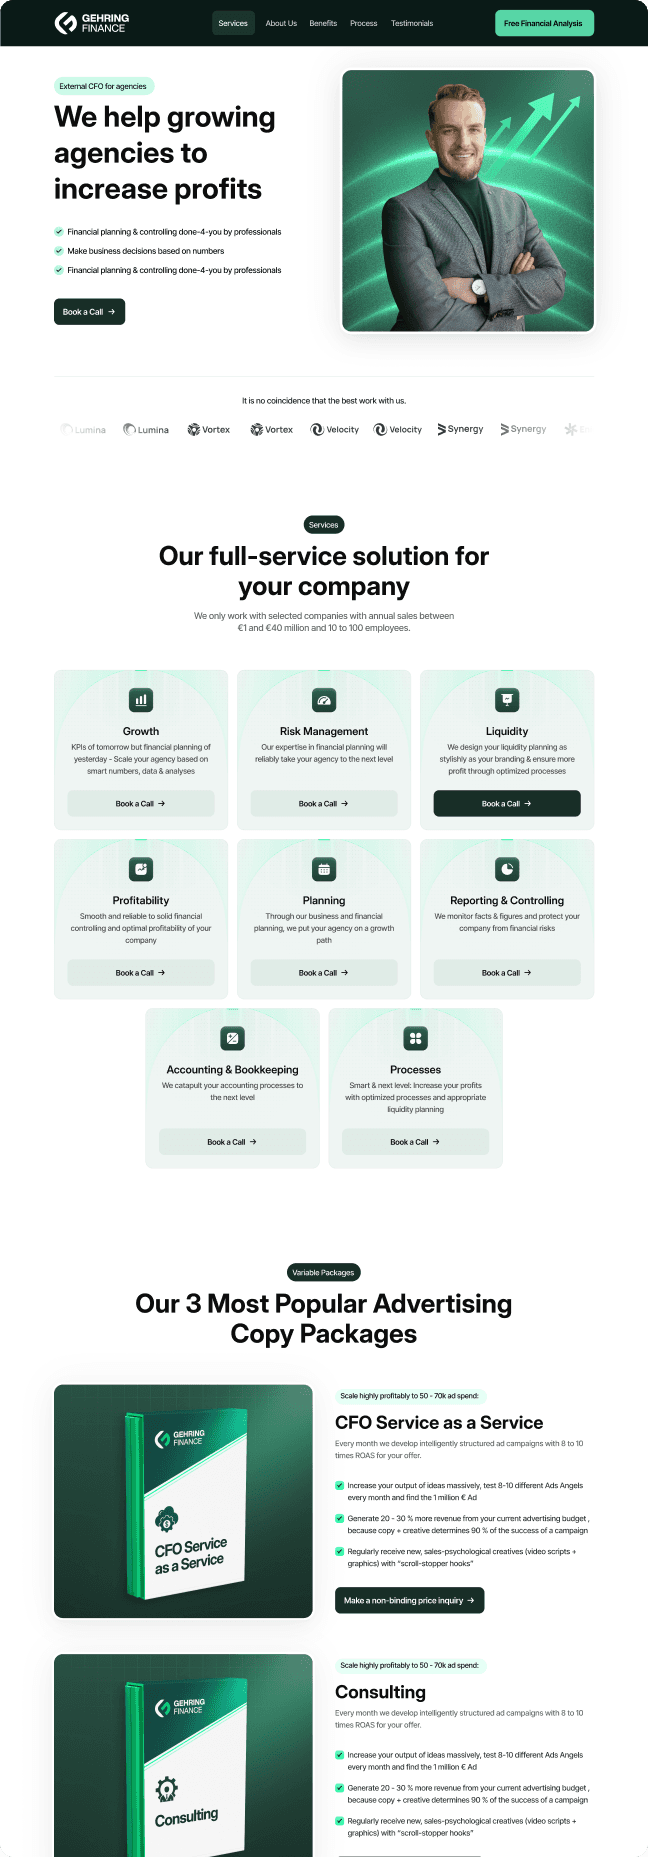 GEHRING
FINANCE
Services
About Us
Benefits
Process
Testimonials
Free Financial Analysis
External CFO for agencies
We help growing
agencies to
increase profits
Financial planning & controlling done-4-you by professionals
Make business decisions based on numbers
Financial planning & controlling done-4-you by professionals
Book a Call
It is no coincidence that the best work with us.
Lumina
Lumina
Vortex
Vortex
Velocity
Velocity
Synergy
Synergy
Services
Our full-service solution for
your company
We only work with selected companies with annual sales between
€1 and €40 million and 10 to 100 employees.
Growth
KPIs of tomorrow but financial planning of
yesterday - Scale your agency based on
smart numbers, data & analyses
Book a Call
Risk Management
Our expertise in financial planning will
reliably take your agency to the next level
Book a Call
Liquidity
We design your liquidity planning as
stylishly as your branding & ensure more
profit through optimized processes
Book a Call
Profitability
Smooth and reliable to solid financial
controlling and optimal profitability of your
company
Book a Call
Planning
Through our business and financial
planning, we put your agency on a growth
path
Book a Call
Reporting & Controlling
We monitor facts & figures and protect your
company from financial risks
Book a Call
Accounting & Bookkeeping
We catapult your accounting processes to
the next level
Book a Call
Processes
Smart & next level: Increase your profits
with optimized processes and appropriate
liquidity planning
Book a Call
Variable Packages
Our 3 Most Popular Advertising
Copy Packages
GEHRING
FINANCE
CFO Service
as a Service
Scale highly profitably to 50 - 70k ad spend:
CFO Service as a Service
Every month we develop intelligently structured ad campaigns with 8 to 10
times ROAS for your offer.
Increase your output of ideas massively, test 8-10 different Ads Angels
every month and find the 1 million € Ad
Generate 20 - 30 % more revenue from your current advertising budget ,
because copy + creative determines 90 % of the success of a campaign
Regularly receive new, sales-psychological creatives (video scripts +
graphics) with “scroll-stopper hooks”
Make a non-binding price inquiry
GEHRING
FINANCE
Consulting
Scale highly profitably to 50 - 70k ad spend:
Consulting
Every month we develop intelligently structured ad campaigns with 8 to 10
times ROAS for your offer.
Increase your output of ideas massively, test 8-10 different Ads Angels
every month and find the 1 million € Ad
Generate 20 - 30 % more revenue from your current advertising budget ,
because copy + creative determines 90 % of the success of a campaign
Regularly receive new, sales-psychological creatives (video scripts +
graphics) with “scroll-stopper hooks”